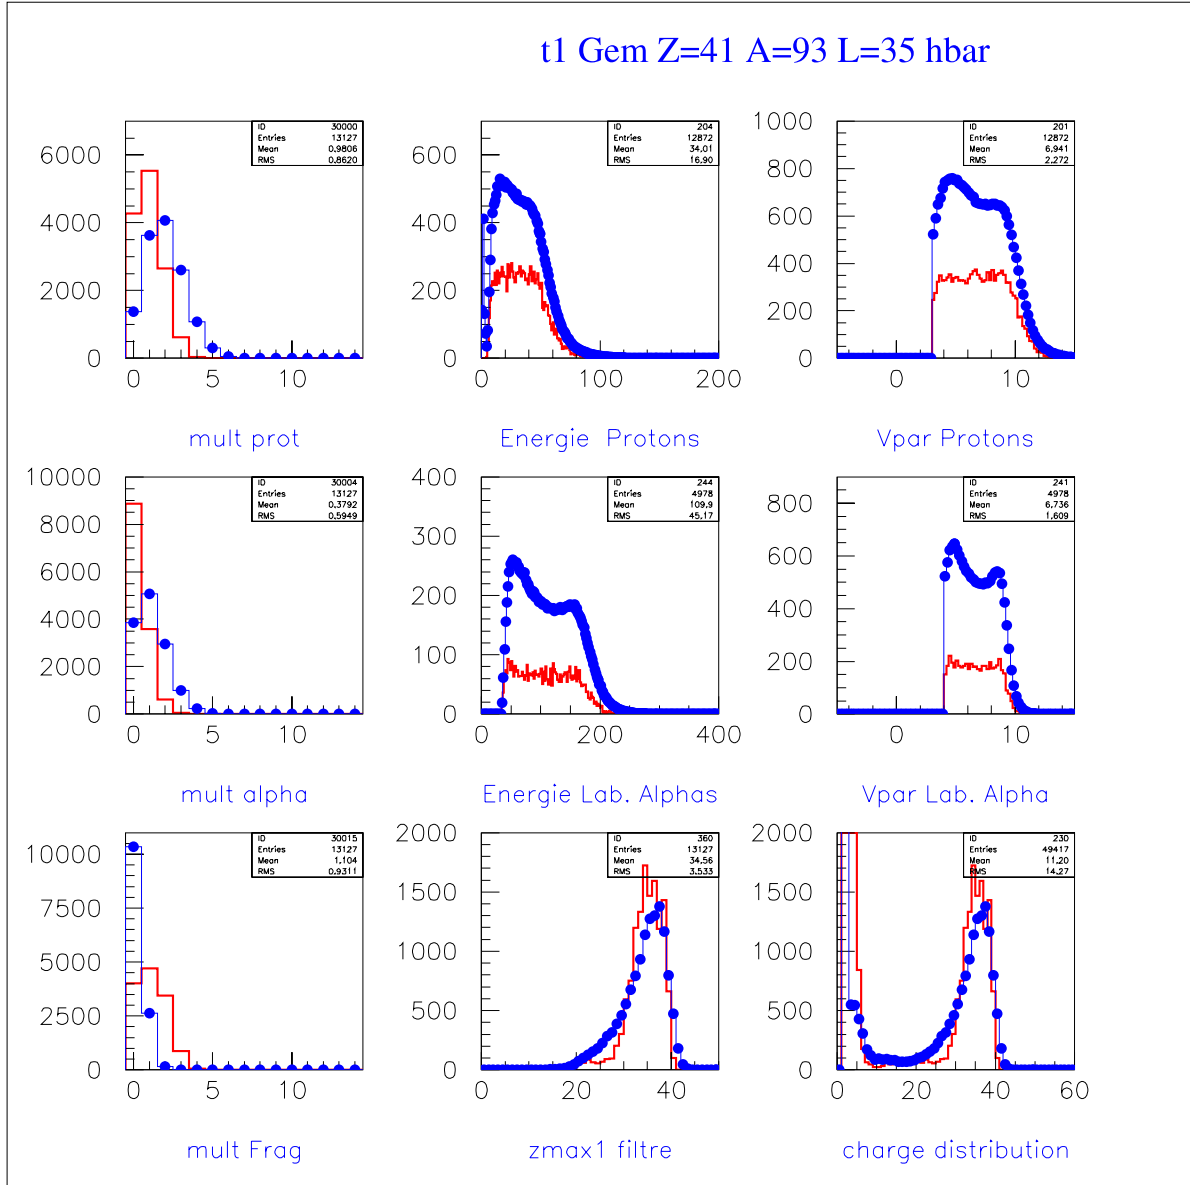 t1 Gem Z=41 A=93 L=35 hbar
ID 30000
Entries 13127
Mean 0.9806
RMS 0.8620
6000
4000
2000
0
0 5 10
mult prot
ID 204
Entries 12872
Mean 34.01
RMS 16.90
600
400
200
0
0 100 200
Energie Protons
ID 201
Entries 12872
Mean 6.941
RMS 2.272
1000
800
600
400
200
0
0 10
Vpar Protons
ID 30004
Entries 13127
Mean 0.3792
RMS 0.5949
10000
8000
6000
4000
2000
0
0 5 10
mult alpha
ID 244
Entries 4978
Mean 109.9
RMS 45.17
400
300
200
100
0
0 200 400
Energie Lab. Alphas
ID 241
Entries 4978
Mean 6.736
RMS 1.609
800
600
400
200
0
0 10
Vpar Lab. Alpha
ID 30015
Entries 13127
Mean 1.104
RMS 0.9311
10000
7500
5000
2500
0
0 5 10
mult Frag
ID 360
Entries 13127
Mean 34.56
RMS 3.533
2000
1500
1000
500
0
0 20 40
zmax1 filtre
ID 230
Entries 49417
Mean 11.20
RMS 14.27
2000
1500
1000
500
0
0 20 40 60
charge distribution